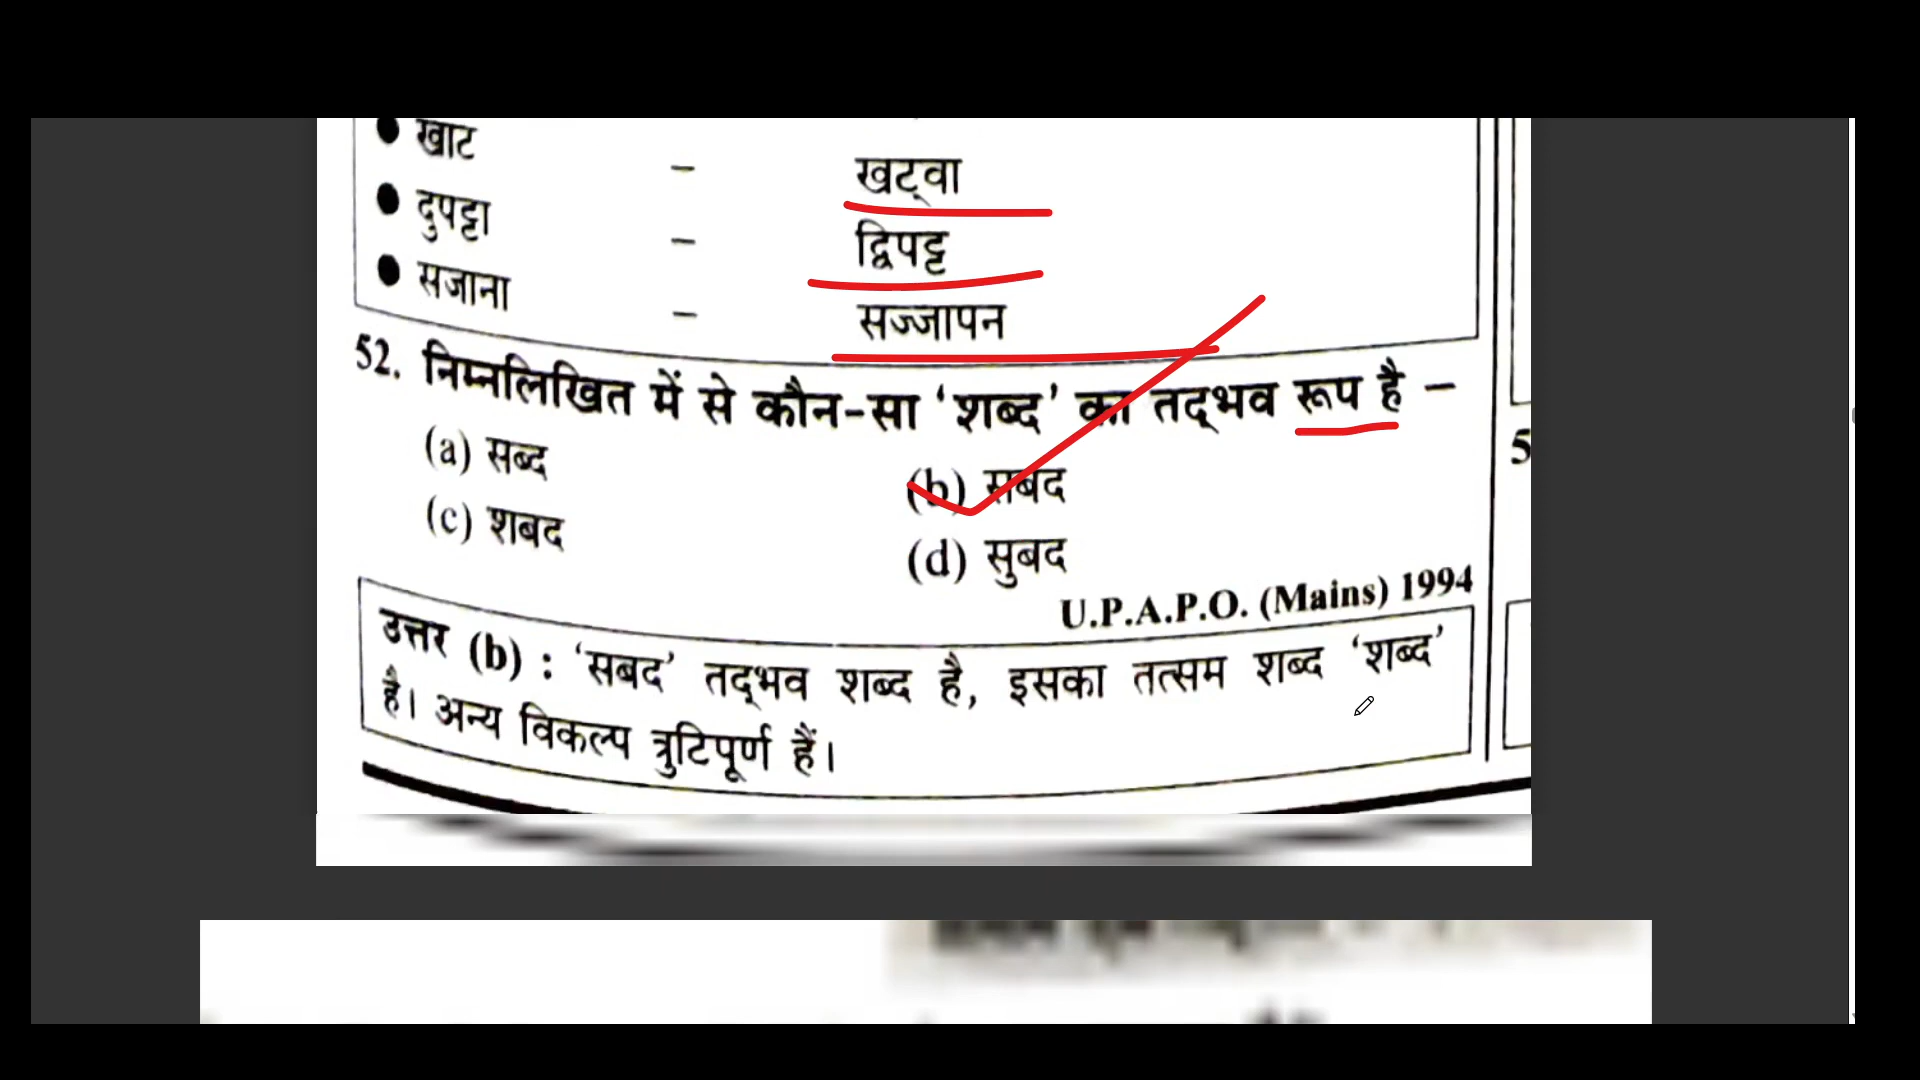 ● खाट – खट्वा
● दुपट्टा – द्विपट्ट
● सजाना – सज्जापन
52. निम्नलिखित में से कौन-सा ‘शब्द’ का तद्भव रूप है –
(a) सब्द (b) सबद
(c) शबद (d) सुबद
U.P.A.P.O. (Mains) 1994
उत्तर (b) : ‘सबद’ तद्भव शब्द है, इसका तत्सम शब्द ‘शब्द’
है। अन्य विकल्प त्रुटिपूर्ण हैं।
5